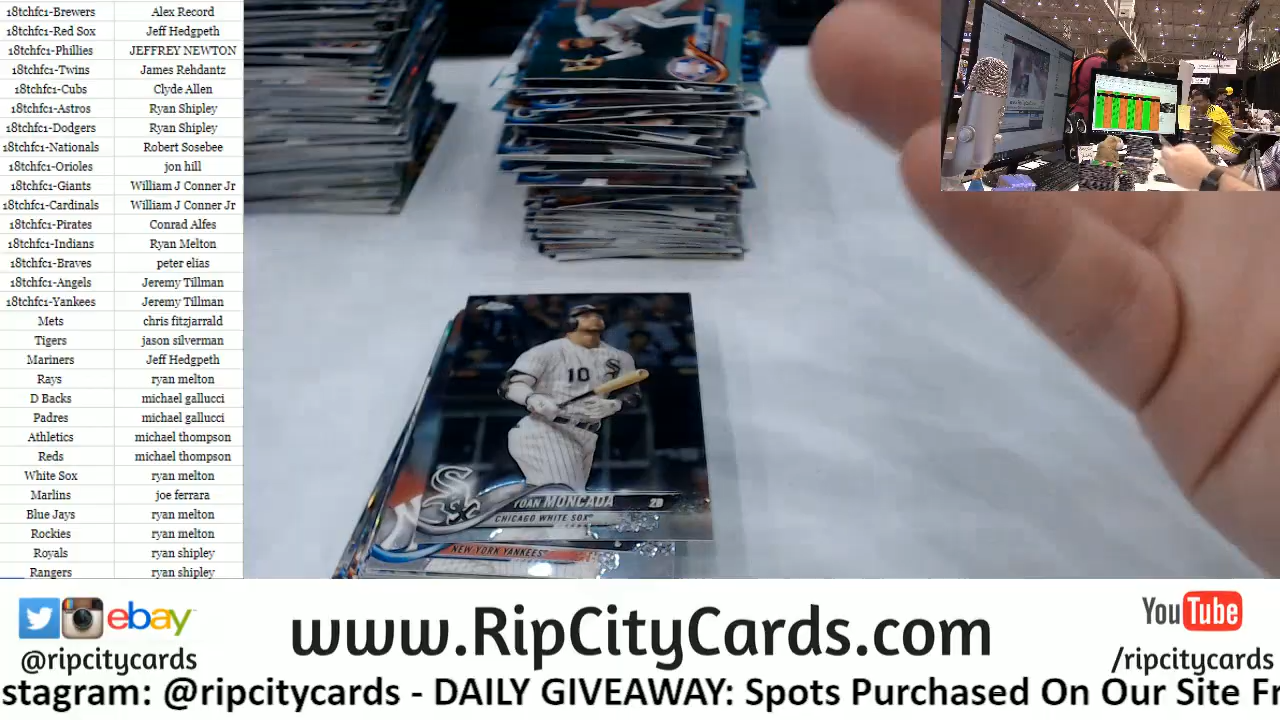 18tchfc1-Brewers Alex Record
18tchfc1-Red Sox Jeff Hedgpeth
18tchfc1-Phillies JEFFREY NEWTON
18tchfc1-Twins James Rehdantz
18tchfc1-Cubs Clyde Allen
18tchfc1-Astros Ryan Shipley
18tchfc1-Dodgers Ryan Shipley
18tchfc1-Nationals Robert Sosebee
18tchfc1-Orioles jon hill
18tchfc1-Giants William J Conner Jr
18tchfc1-Cardinals William J Conner Jr
18tchfc1-Pirates Conrad Alfes
18tchfc1-Indians Ryan Melton
18tchfc1-Braves peter elias
18tchfc1-Angels Jeremy Tillman
18tchfc1-Yankees Jeremy Tillman
Mets chris fitzjarrald
Tigers jason silverman
Mariners Jeff Hedgpeth
Rays ryan melton
D Backs michael gallucci
Padres michael gallucci
Athletics michael thompson
Reds michael thompson
White Sox ryan melton
Marlins joe ferrara
Blue Jays ryan melton
Rockies ryan melton
Royals ryan shipley
Rangers ryan shipley
10
YOAN MONCADA 2B
CHICAGO WHITE SOX
NEW YORK YANKEES
ebay
@ripcitycards
www.RipCityCards.com
YouTube
/ripcitycards
stagram: @ripcitycards - DAILY GIVEAWAY: Spots Purchased On Our Site Fr